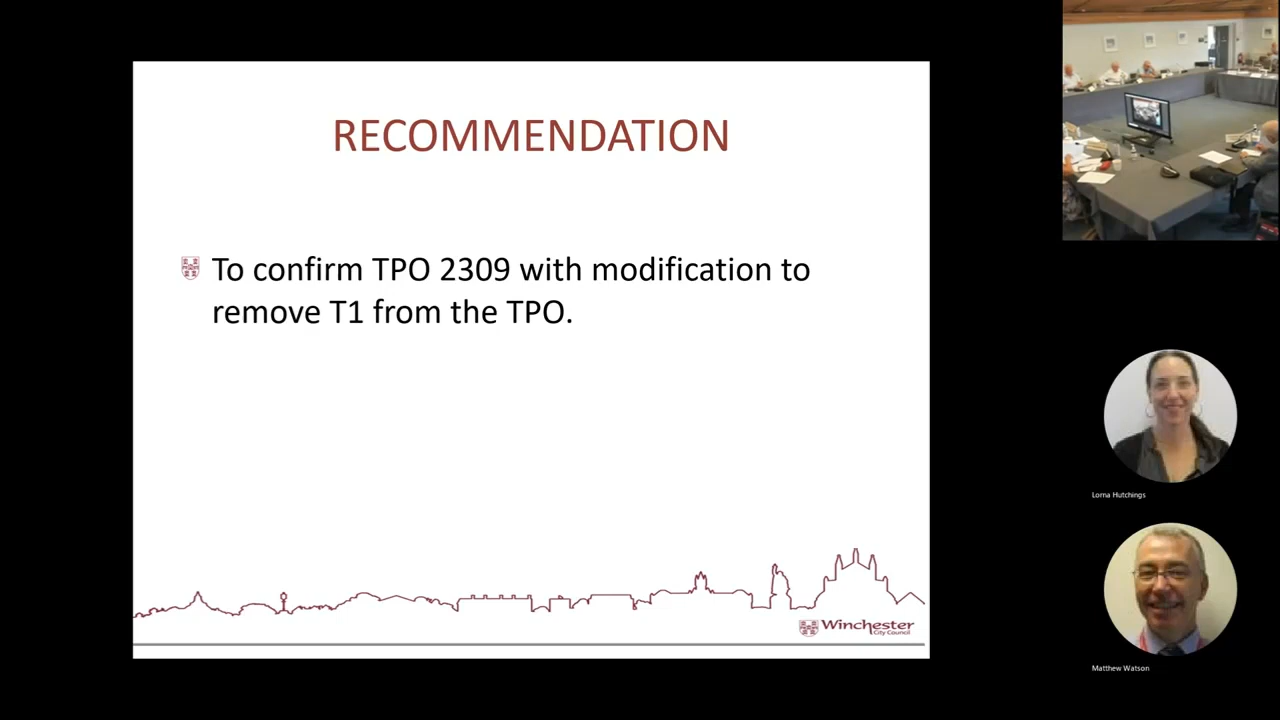 RECOMMENDATION
To confirm TPO 2309 with modification to
remove T1 from the TPO.
Winchester
City Council
Lorna Hutchings
Matthew Watson